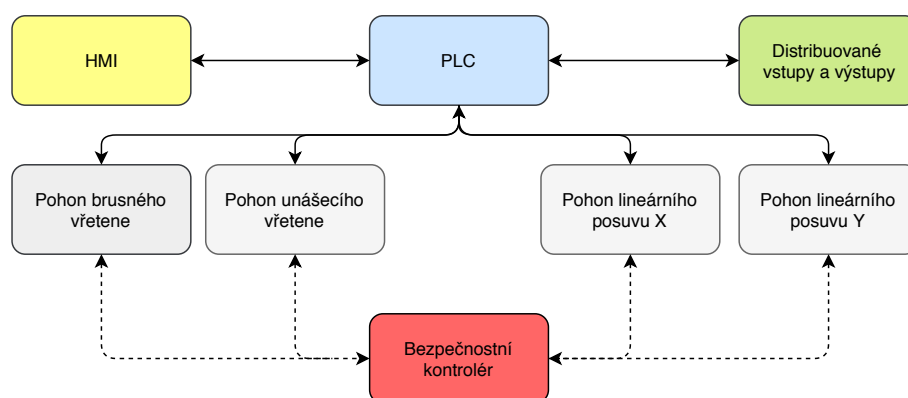 HMI
PLC
Distribuované
vstupy a výstupy
Pohon brusného
vřetene
Pohon unášecího
vřetene
Pohon lineárního
posuvu X
Pohon lineárního
posuvu Y
Bezpečnostní
kontrolér